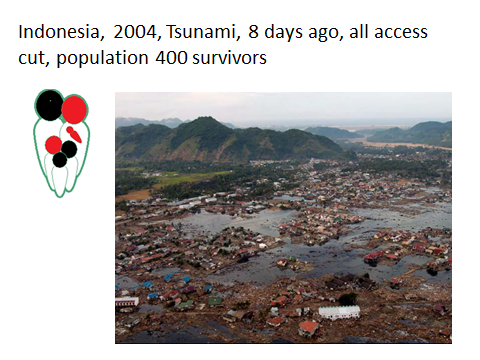 Indonesia, 2004, Tsunami, 8 days ago, all access
cut, population 400 survivors